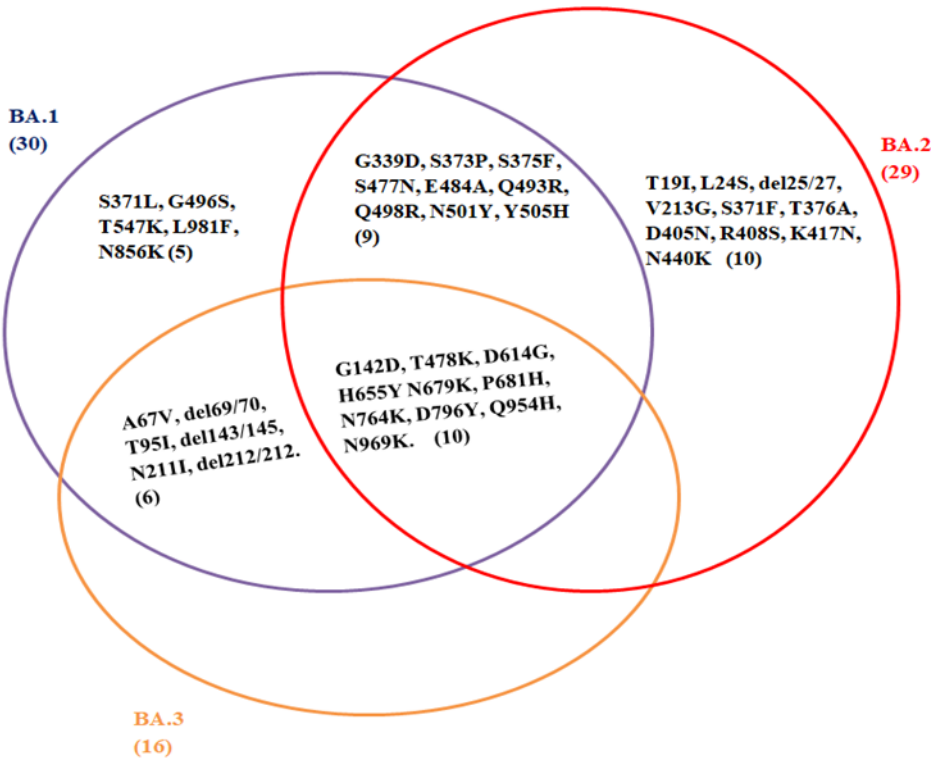 BA.1
(30)
S371L, G496S,
T547K, L981F,
N856K (5)
G339D, S373P, S375F,
S477N, E484A, Q493R,
Q498R, N501Y, Y505H
(9)
BA.2
(29)
T19I, L24S, del25/27,
V213G, S371F, T376A,
D405N, R408S, K417N,
N440K (10)
A67V, del69/70,
T95I, del143/145,
N211I, del212/212.
(6)
G142D, T478K, D614G,
H655Y N679K, P681H,
N764K, D796Y, Q954H,
N969K. (10)
BA.3
(16)